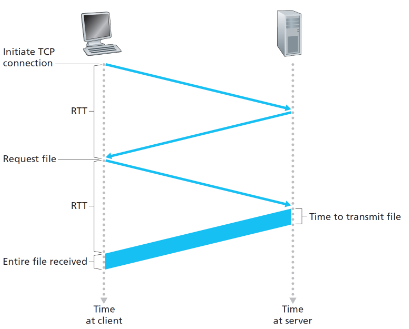 Initiate TCP
connection
RTT
Request file
RTT
Time to transmit file
Entire file received
Time
at client
Time
at server